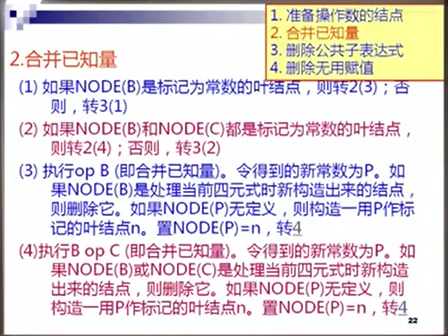 1. 准备操作数的结点
2. 合并已知量
3. 删除公共子表达式
4. 删除无用赋值
2.合并已知量
(1) 如果NODE(B)是标记为常数的叶结点，则转2(3)；否
则，转3(1)
(2) 如果NODE(B)和NODE(C)都是标记为常数的叶结点，
则转2(4)；否则，转3(2)
(3) 执行op B (即合并已知量)。令得到的新常数为P。如
果NODE(B)是处理当前四元式时新构造出来的结点，
则删除它。如果NODE(P)无定义，则构造一用P作标
记的叶结点n。置NODE(P)=n，转4
(4)执行B op C (即合并已知量)。令得到的新常数为P。如
果NODE(B)或NODE(C)是处理当前四元式时新构造
出来的结点，则删除它。如果NODE(P)无定义，则
构造一用P作标记的叶结点n。置NODE(P)=n，转4
22